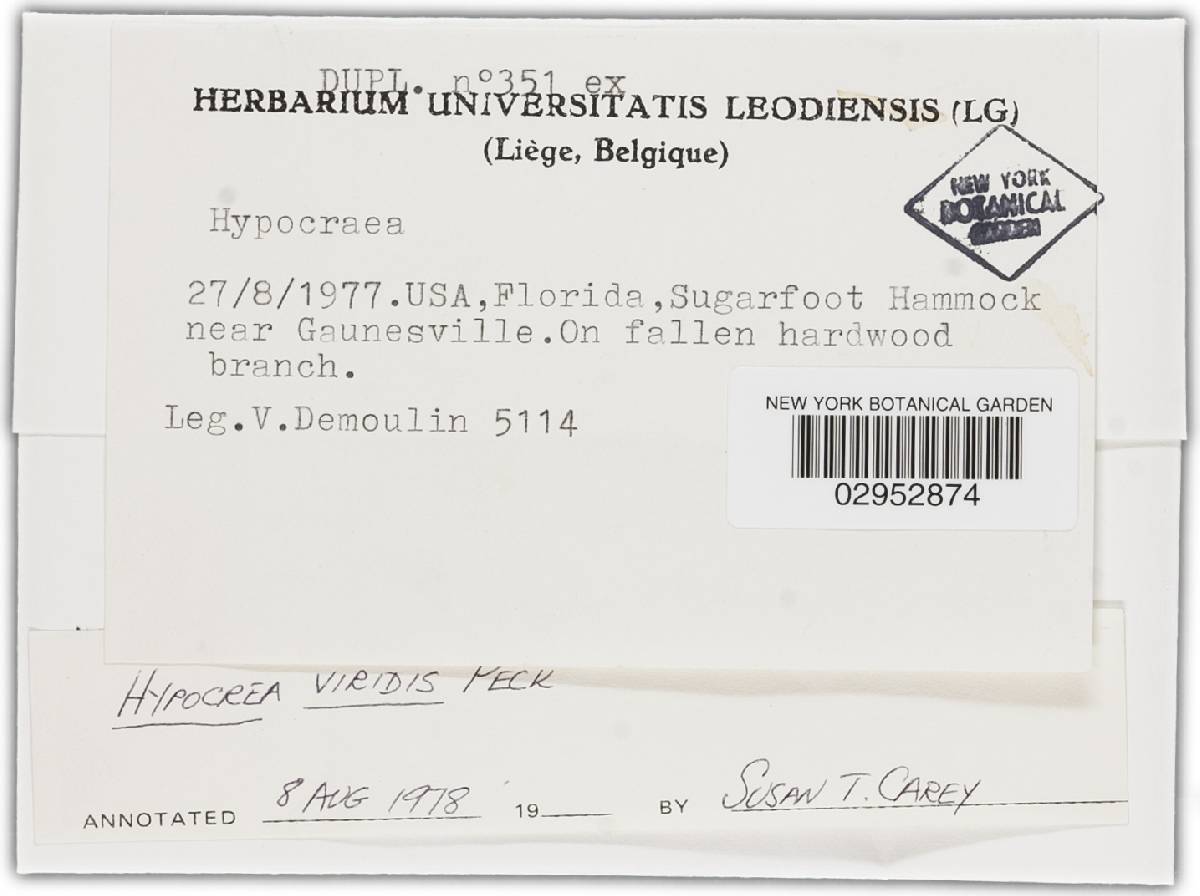 DUPL. n°351 ex
HERBARIUM UNIVERSITATIS LEODIENSIS (LG)
(Liège, Belgique)
NEW YORK
BOTANICAL
GARDEN
Hypocraea
27/8/1977.USA,Florida,Sugarfoot Hammock
near Gaunesville.On fallen hardwood
branch.
Leg.V.Demoulin 5114
NEW YORK BOTANICAL GARDEN
02952874
HYPOCREA VIRIDIS PECK
ANNOTATED 8 AUG 1978 19 BY SUSAN T. CAREY